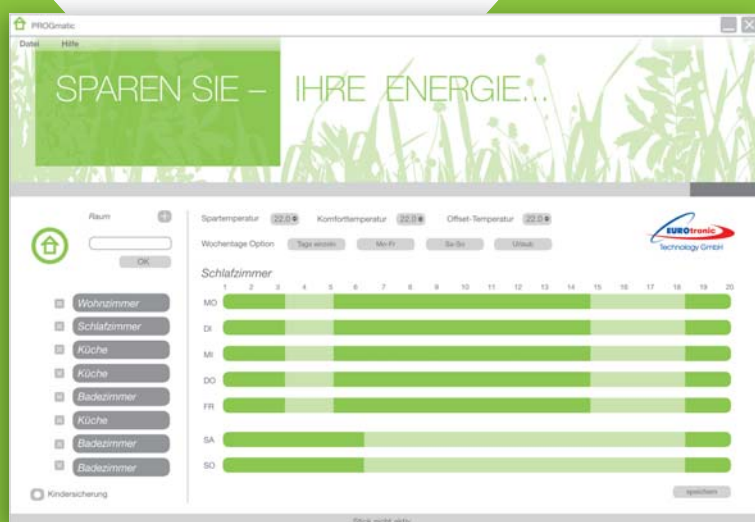 PROGmatic
Datei Hilfe
SPAREN SIE – IHRE ENERGIE...
Raum
OK
Wohnzimmer
Schlafzimmer
Küche
Küche
Badezimmer
Küche
Badezimmer
Badezimmer
Kindersicherung
Spartemperatur 22,0 Komforttemperatur 22,0 Offset-Temperatur 22,0
Wochentage Option Tage einzeln Mo-Fr Sa-So Urlaub
EUROtronic
Technology GmbH
Schlafzimmer
1 2 3 4 5 6 7 8 9 10 11 12 13 14 15 16 17 18 19 20
MO
DI
MI
DO
FR
SA
SO
speichern
Stick nicht aktiv